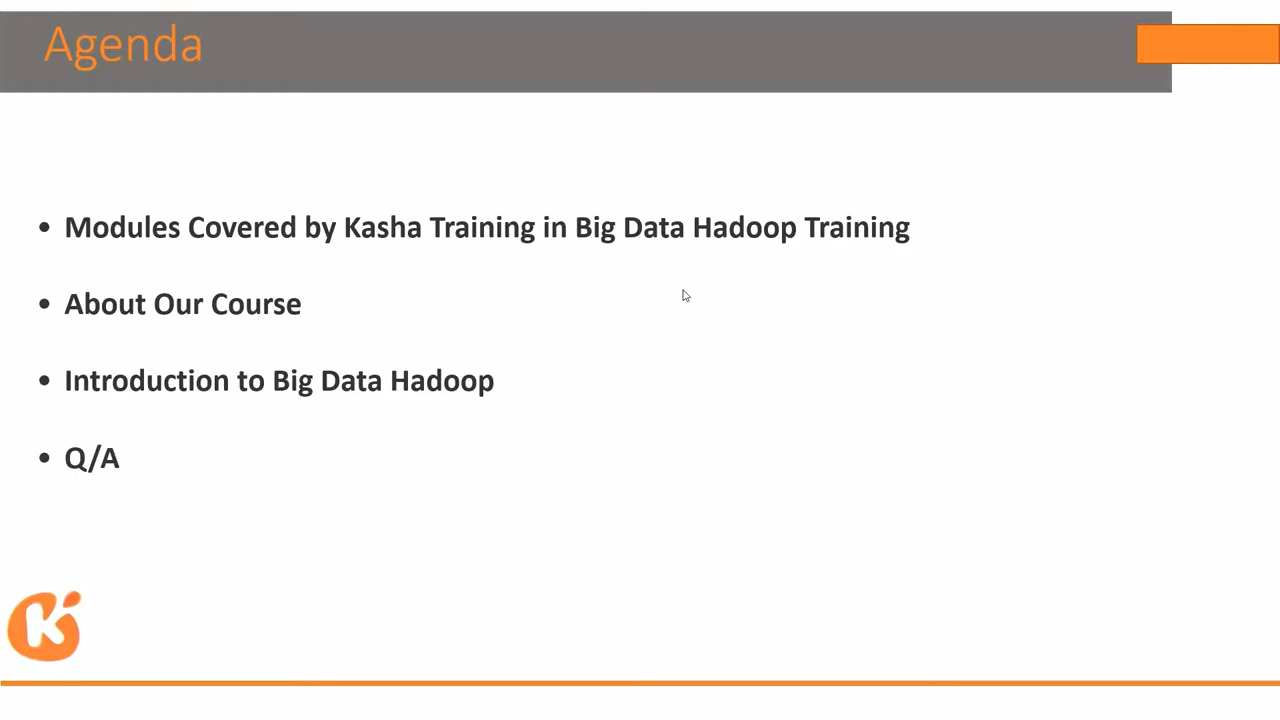 Agenda
• Modules Covered by Kasha Training in Big Data Hadoop Training
• About Our Course
• Introduction to Big Data Hadoop
• Q/A
K